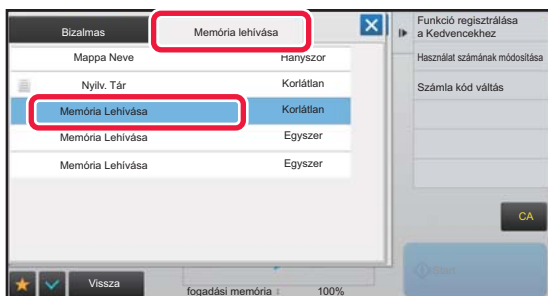 Bizalmas
Memória lehívása
Mappa Neve Hányszor
Nyilv. Tár Korlátlan
Memória Lehívása Korlátlan
Memória Lehívása Egyszer
Memória Lehívása Egyszer
Vissza
fogadási memória : 100%
Funkció regisztrálása
a Kedvencekhez
Használat számának módosítása
Számla kód váltás
CA
Start